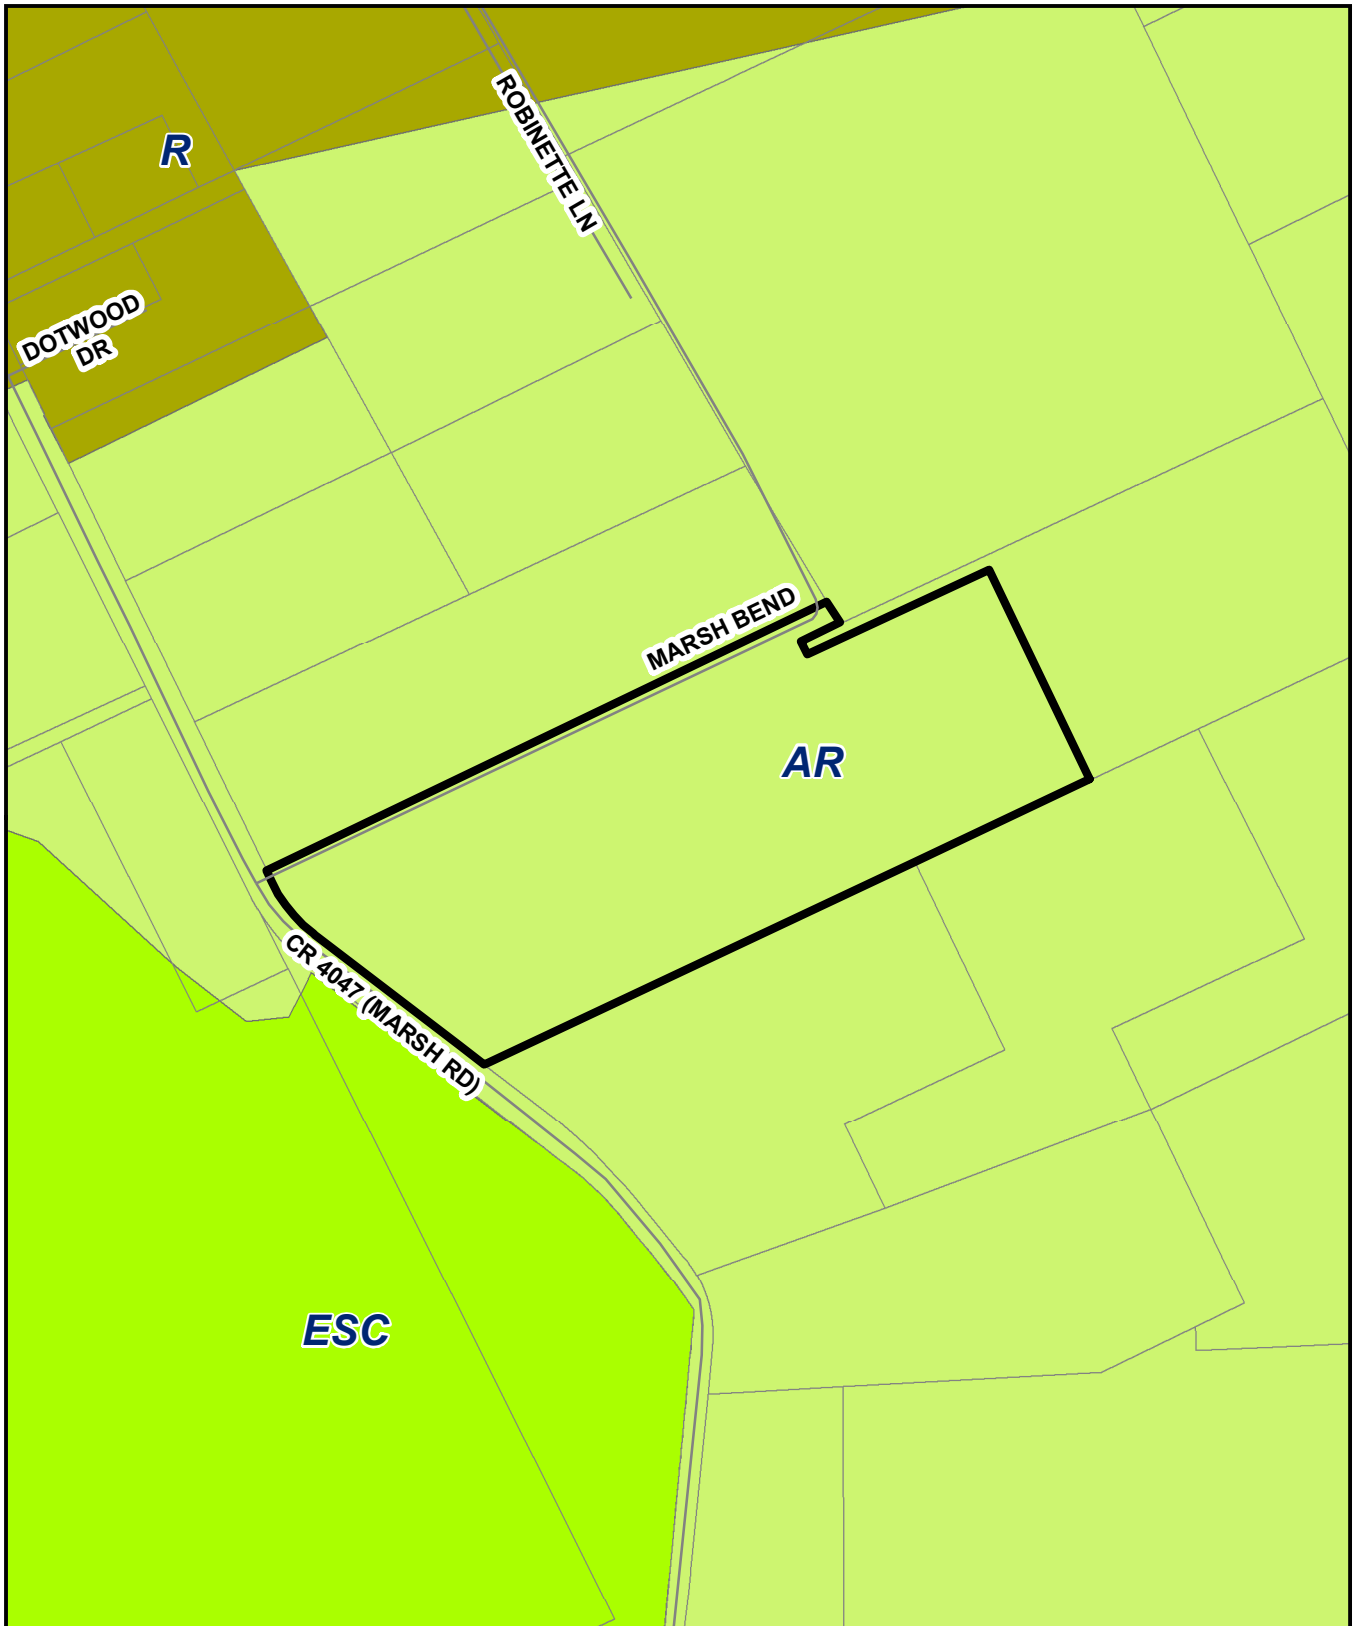 ROBINETTE LN
R
DOTWOOD
DR
MARSH BEND
AR
CR 4047 (MARSH RD)
ESC